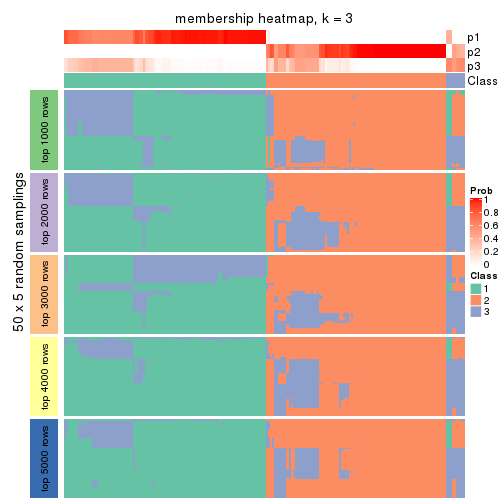 membership heatmap, k = 3
p1
p2
p3
Class
50 x 5 random samplings
top 1000 rows
top 2000 rows
top 3000 rows
top 4000 rows
top 5000 rows
Prob
1
0.8
0.6
0.4
0.2
0
Class
1
2
3